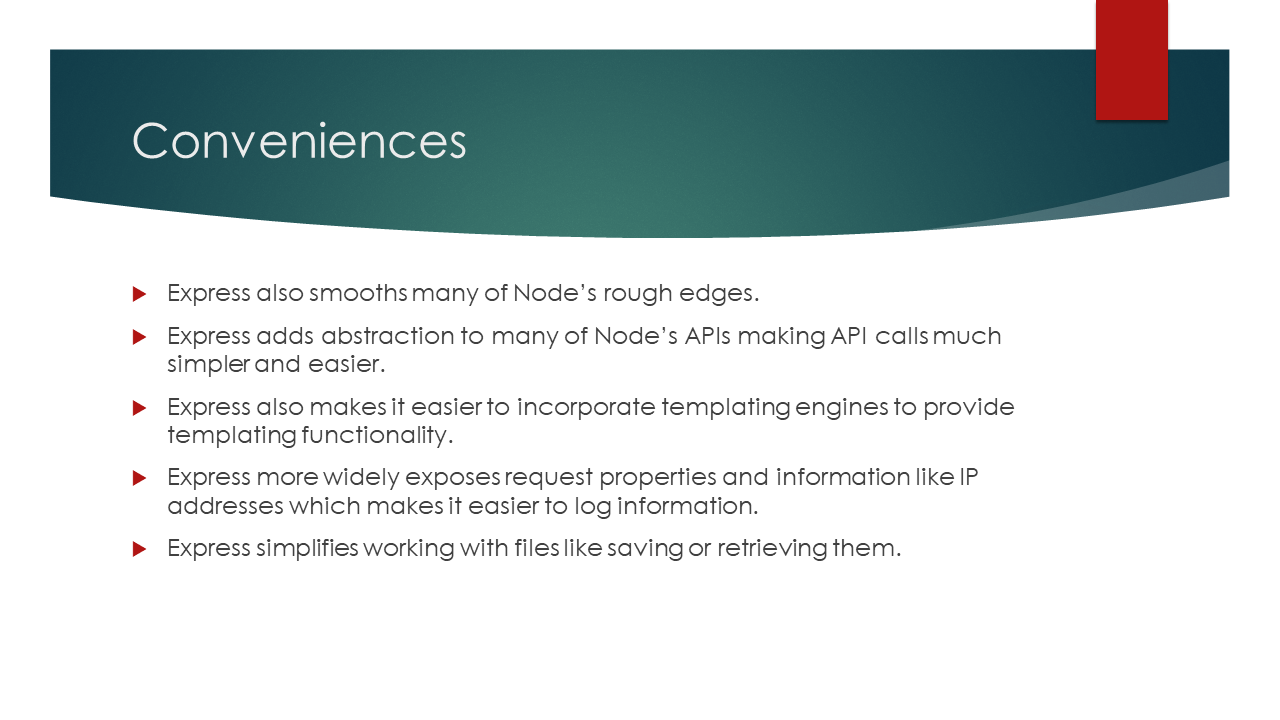 Conveniences
Express also smooths many of Node’s rough edges.
Express adds abstraction to many of Node’s APIs making API calls much
simpler and easier.
Express also makes it easier to incorporate templating engines to provide
templating functionality.
Express more widely exposes request properties and information like IP
addresses which makes it easier to log information.
Express simplifies working with files like saving or retrieving them.